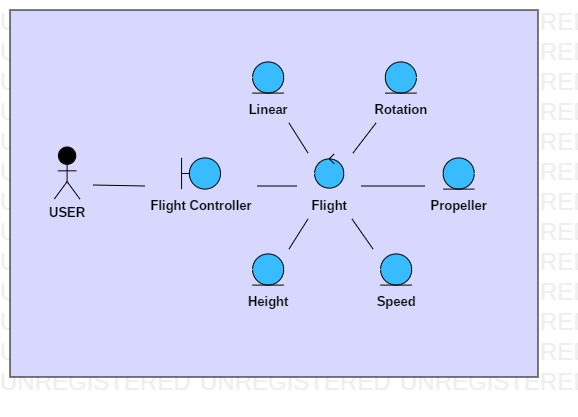 Linear
Rotation
USER
Flight Controller
Flight
Propeller
Height
Speed
UNREGISTERED UNREGISTERED UNREGISTERED